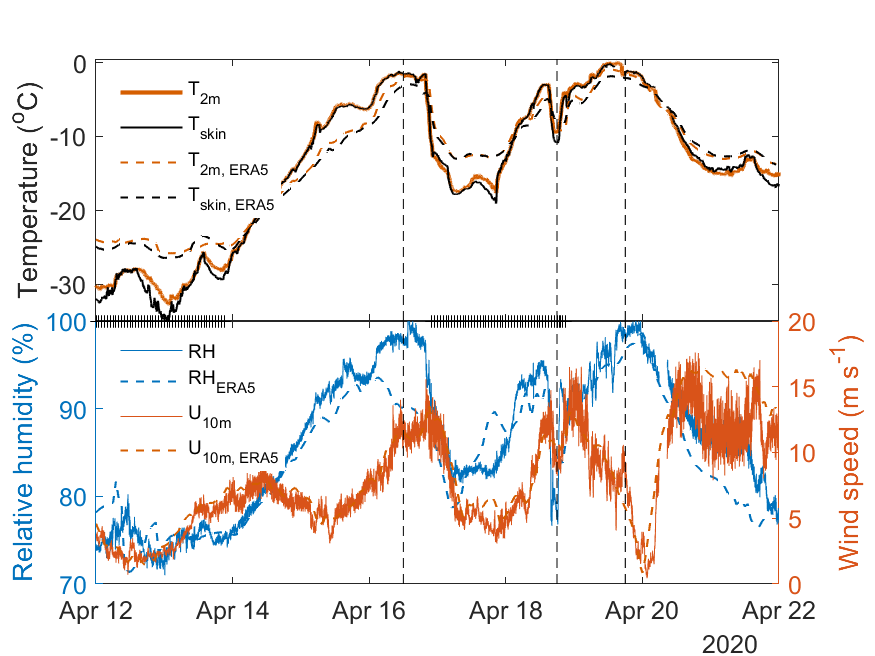 0
-10
-20
-30
Temperature (°C)
T2m
Tskin
T2m, ERA5
Tskin, ERA5
100
90
80
70
Relative humidity (%)
RH
RHERA5
U10m
U10m, ERA5
20
15
10
5
0
Wind speed (m s-1)
Apr 12 Apr 14 Apr 16 Apr 18 Apr 20 Apr 22
2020